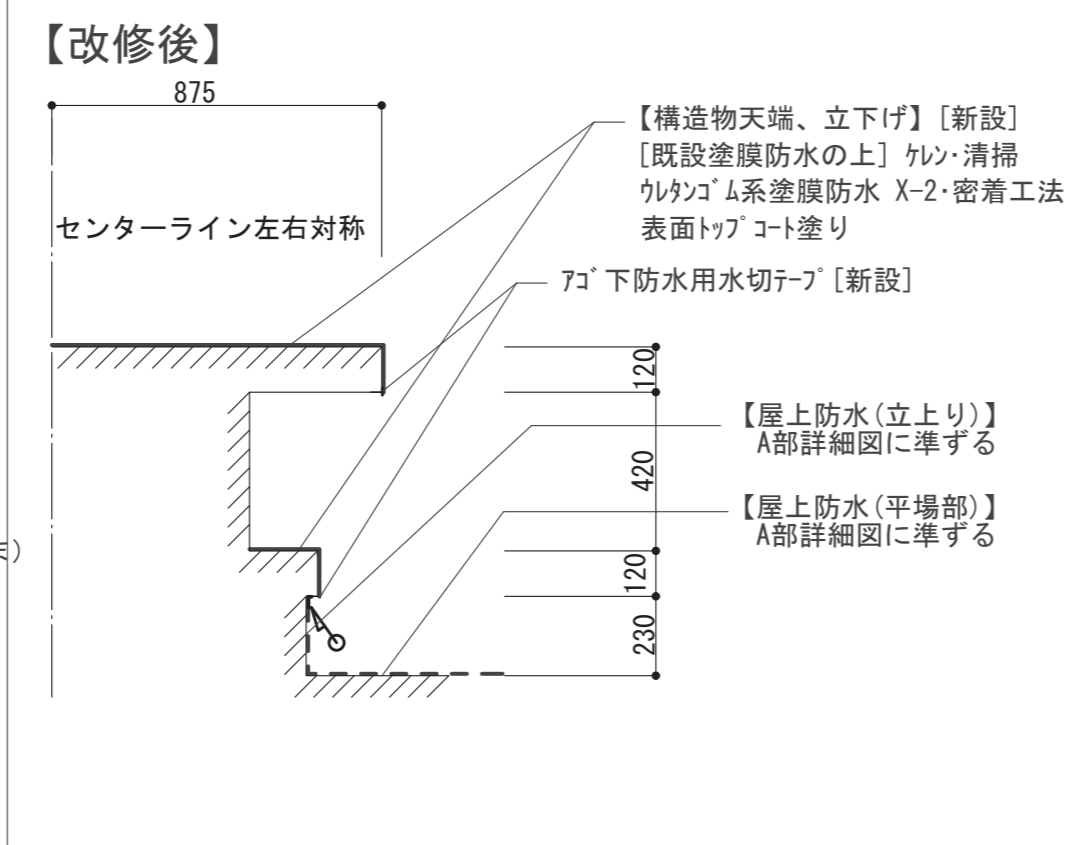 【改修後】
875
【構造物天端、立下げ】[新設]
[既設塗膜防水の上] ｹﾚﾝ･清掃
ｳﾚﾀﾝｺﾞﾑ系塗膜防水 X-2･密着工法
表面ﾄｯﾌﾟｺｰﾄ塗り
センターライン左右対称
ｱｺﾞ下防水用水切ﾃｰﾌﾟ[新設]
120
【屋上防水(立上り)】
A部詳細図に準ずる
420
【屋上防水(平場部)】
A部詳細図に準ずる
120
230